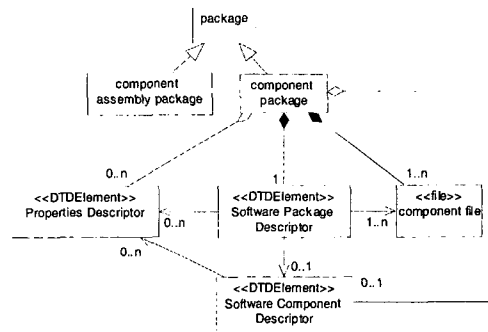 package
component
assembly package
component
package
0..n
1
1..n
<<DTDElement>>
Properties Descriptor
0..n
<<DTDElement>>
Software Package
Descriptor
1..n
<<file>>
component file
0..n
0..1
0..1
<<DTDElement>>
Software Component
Descriptor